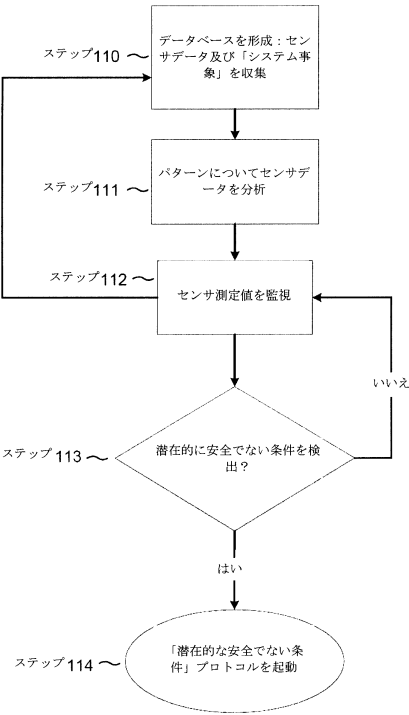 ステップ110
データベースを形成：セン
サデータ及び「システム事
象」を収集
ステップ111
パターンについてセンサデ
ータを分析
ステップ112
センサ測定値を監視
いいえ
ステップ113
潜在的に安全でない条件を検
出？
はい
ステップ114
「潜在的な安全でない条
件」プロトコルを起動